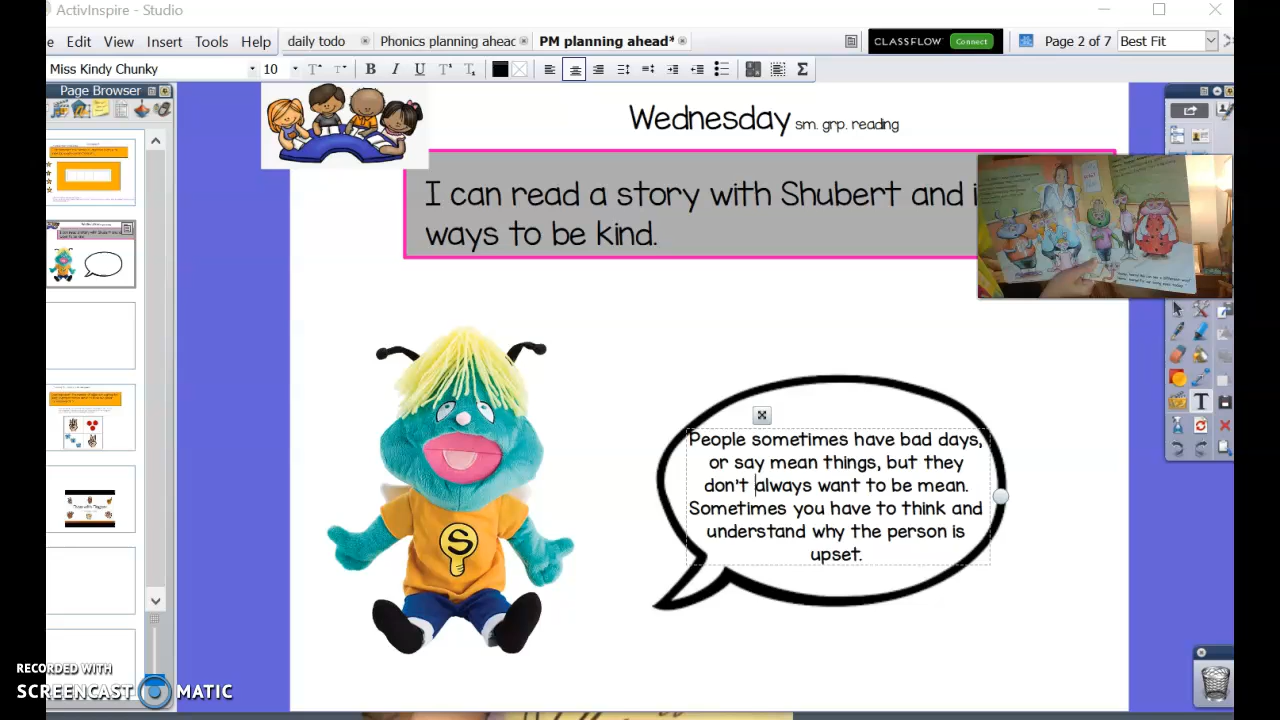 ActivInspire - Studio
e Edit View Insert Tools Help
daily todo
Phonics planning ahead
PM planning ahead*
CLASSFLOW Connect
Page 2 of 7
Best Fit
Miss Kindy Chunky
10
B I U
Page Browser
Wednesday sm. grp. reading
I can read a story with Shubert and i
ways to be kind.
People sometimes have bad days,
or say mean things, but they
don't always want to be mean.
Sometimes you have to think and
understand why the person is
upset.
S
RECORDED WITH
SCREENCAST MATIC